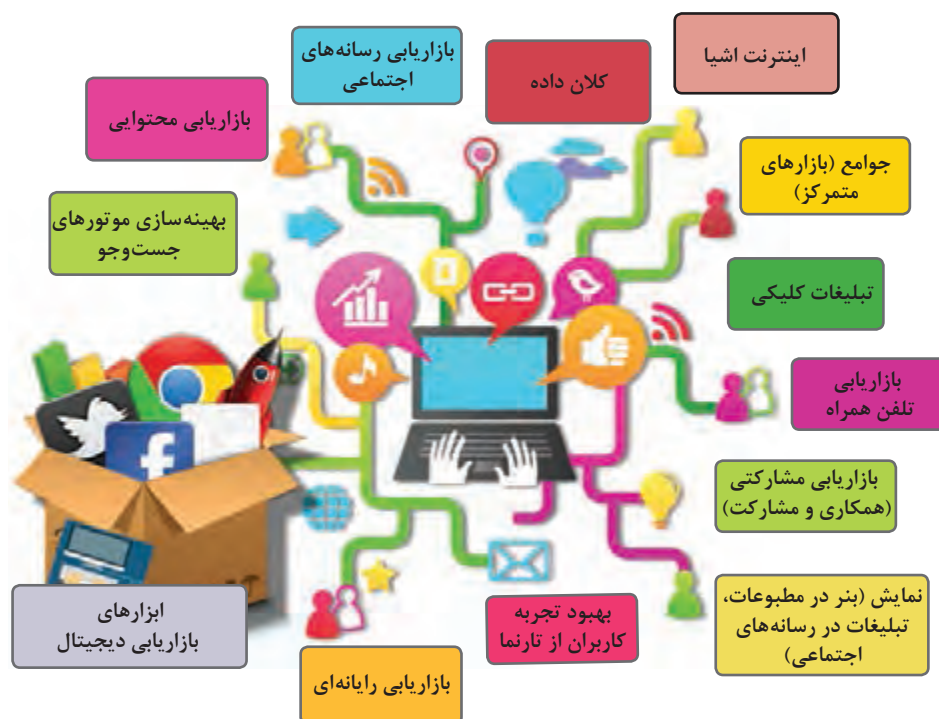 اینترنت اشیا
کلان داده
بازاریابی رسانه‌های
اجتماعی
بازاریابی محتوایی
جوامع (بازارهای
متمرکز)
بهینه‌سازی موتورهای
جست‌وجو
تبلیغات کلیکی
بازاریابی
تلفن همراه
بازاریابی مشارکتی
(همکاری و مشارکت)
نمایش (بنر در مطبوعات،
تبلیغات در رسانه‌های
اجتماعی)
بهبود تجربه
کاربران از تارنما
بازاریابی رایانه‌ای
ابزارهای
بازاریابی دیجیتال